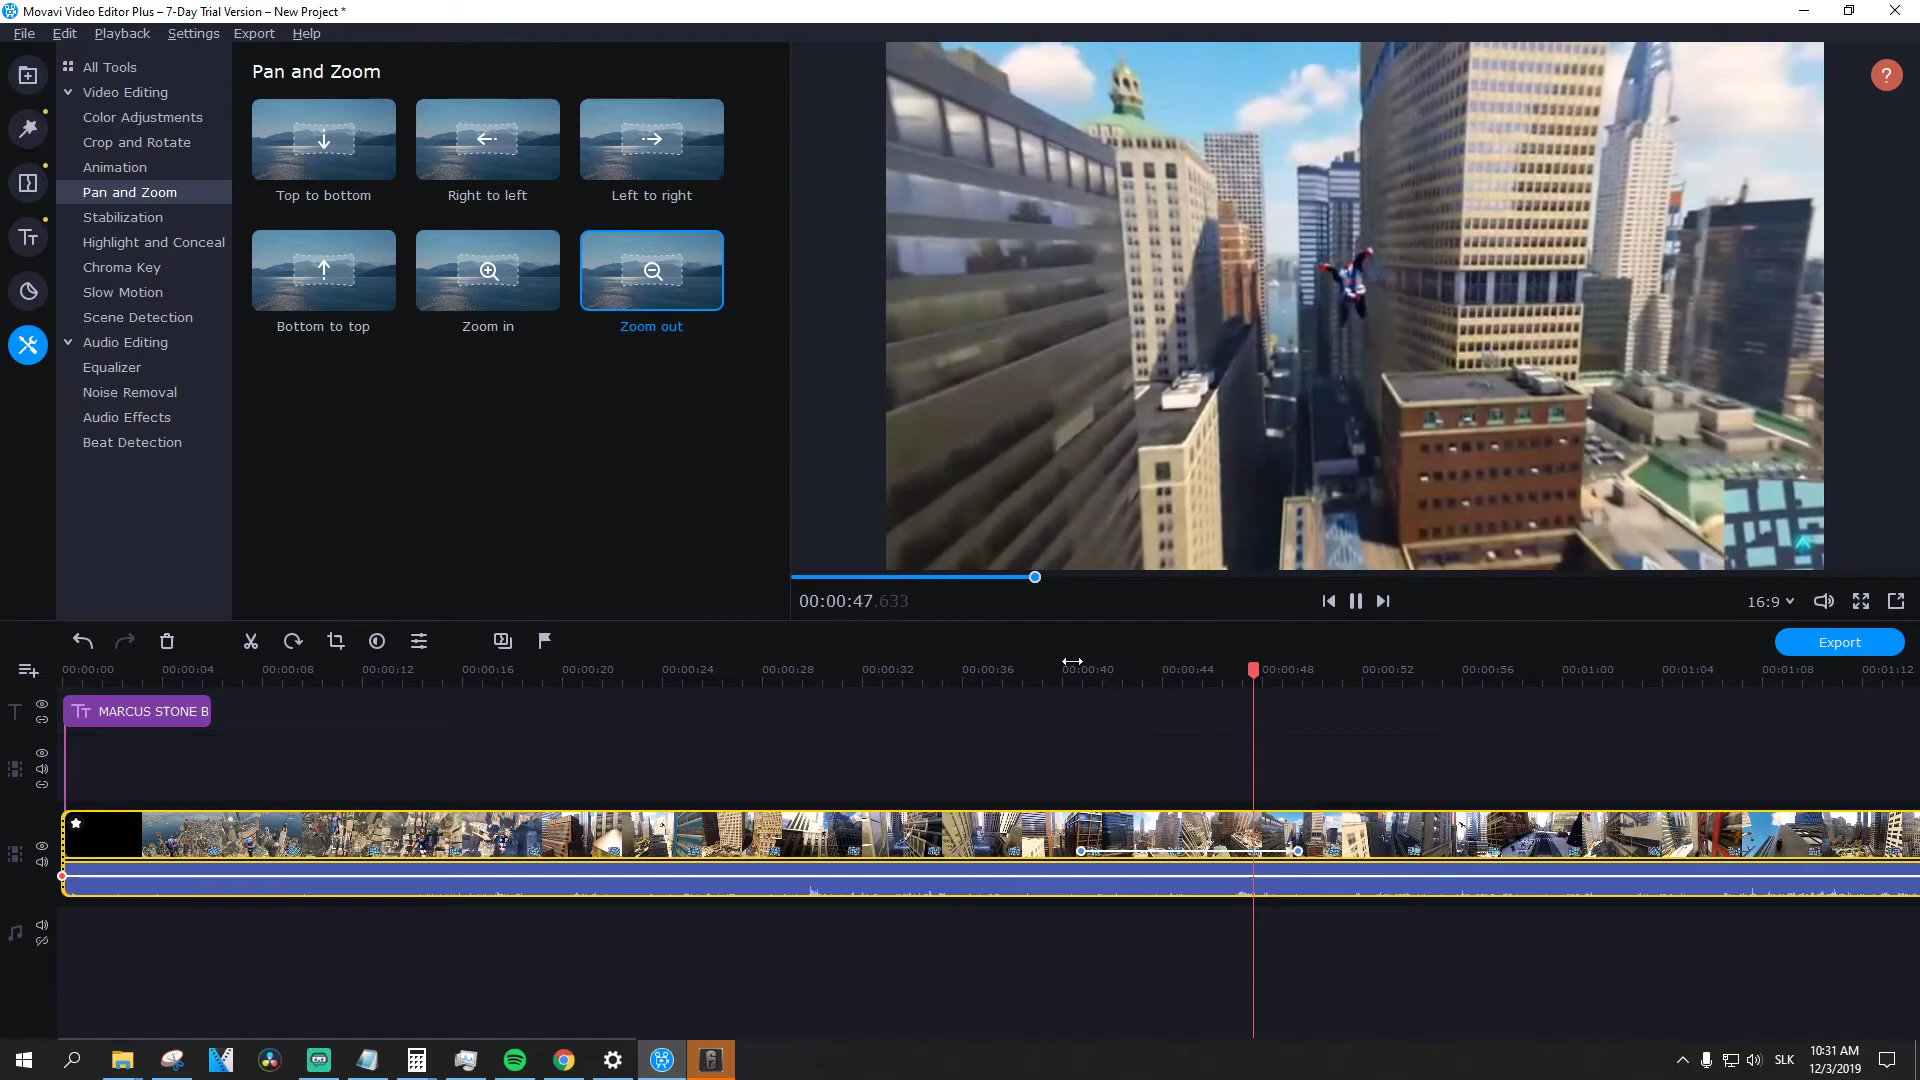 Movavi Video Editor Plus – 7-Day Trial Version – New Project *
File Edit Playback Settings Export Help
All Tools
Video Editing
Color Adjustments
Crop and Rotate
Animation
Pan and Zoom
Stabilization
Highlight and Conceal
Chroma Key
Slow Motion
Scene Detection
Audio Editing
Equalizer
Noise Removal
Audio Effects
Beat Detection
Pan and Zoom
Top to bottom
Right to left
Left to right
Bottom to top
Zoom in
Zoom out
?
00:00:47.633
16:9
Export
00:00:00 00:00:04 00:00:08 00:00:12 00:00:16 00:00:20 00:00:24 00:00:28 00:00:32 00:00:36 00:00:40 00:00:44 00:00:48 00:00:52 00:00:56 00:01:00 00:01:04 00:01:08 00:01:12
MARCUS STONE B
SLK
10:31 AM
12/3/2019